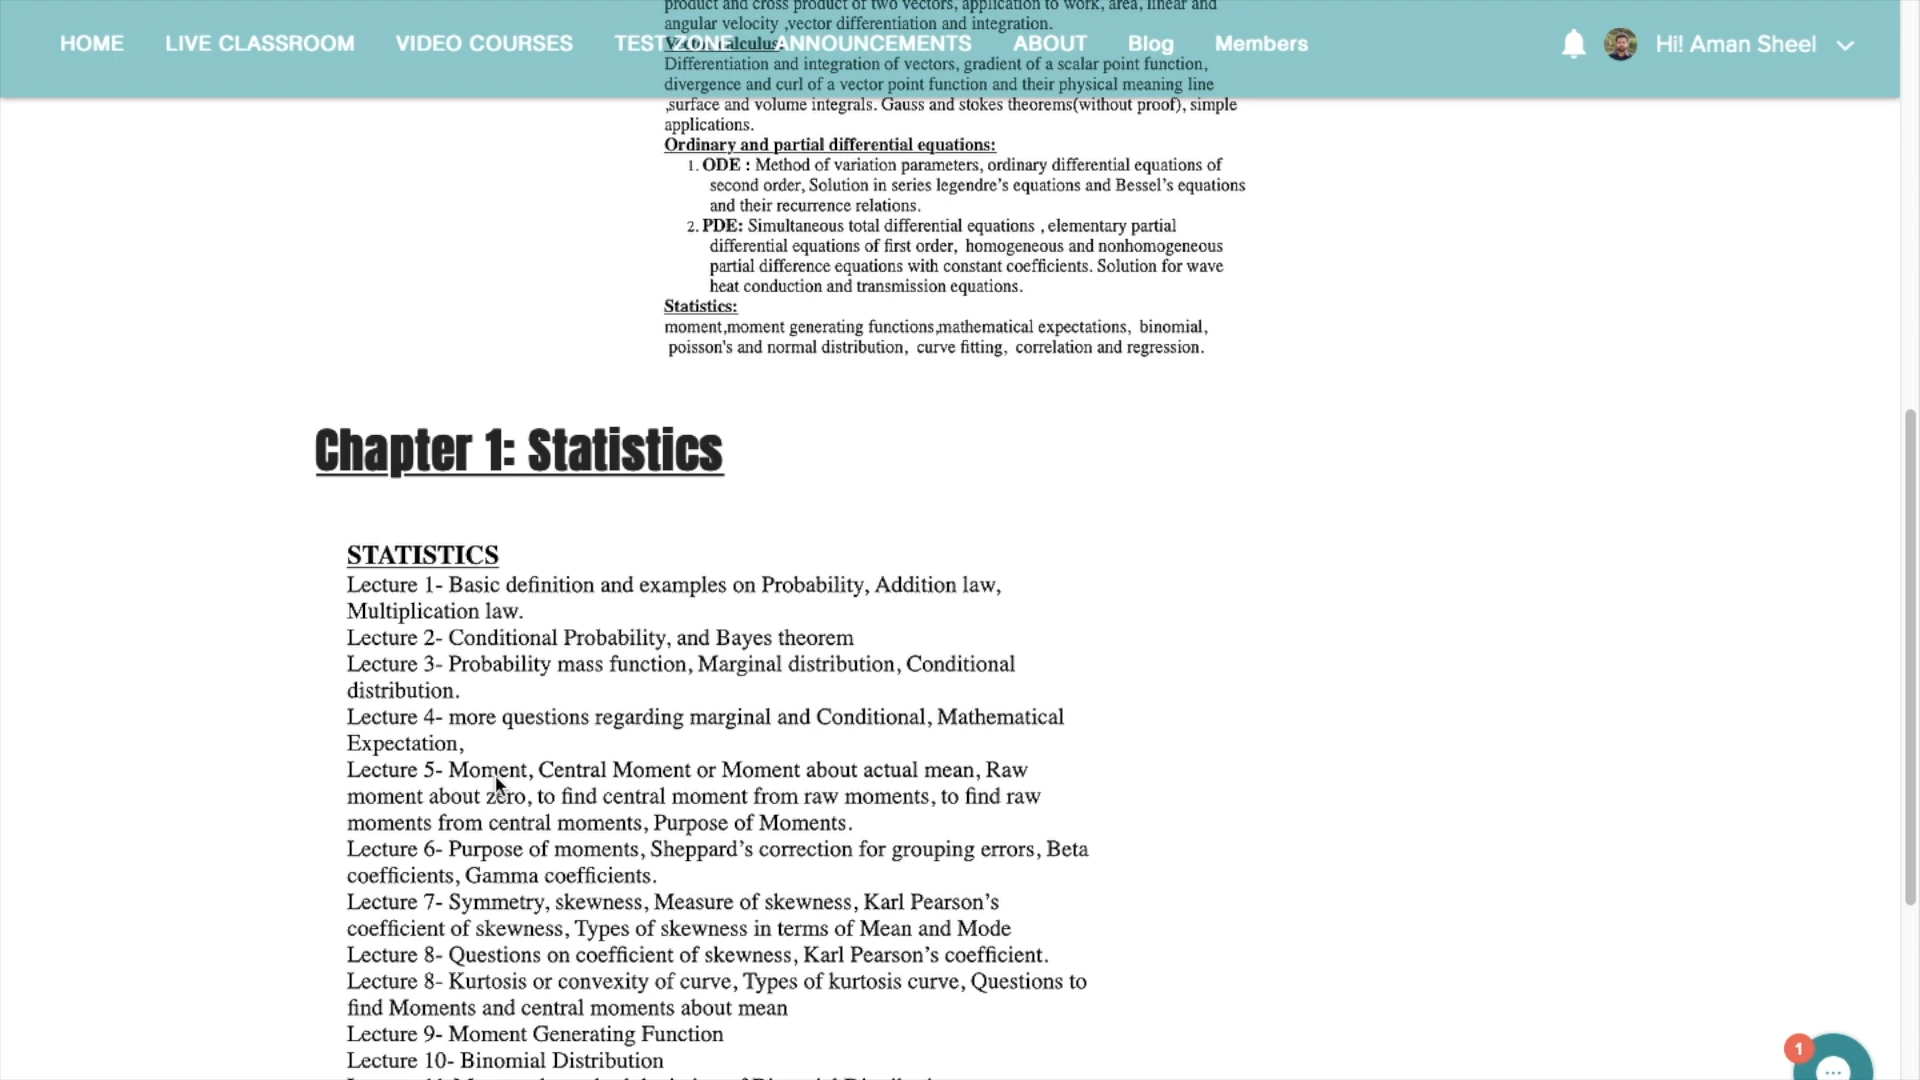 product and cross product of two vectors, application to work, area, linear and
angular velocity ,vector differentiation and integration.
HOME LIVE CLASSROOM VIDEO COURSES TEST ZONE ANNOUNCEMENTS ABOUT Blog Members Hi! Aman Sheel
Vector calculus:
Differentiation and integration of vectors, gradient of a scalar point function,
divergence and curl of a vector point function and their physical meaning line
,surface and volume integrals. Gauss and stokes theorems(without proof), simple
applications.
Ordinary and partial differential equations:
1. ODE : Method of variation parameters, ordinary differential equations of
second order, Solution in series legendre’s equations and Bessel’s equations
and their recurrence relations.
2. PDE: Simultaneous total differential equations , elementary partial
differential equations of first order, homogeneous and nonhomogeneous
partial difference equations with constant coefficients. Solution for wave
heat conduction and transmission equations.
Statistics:
moment,moment generating functions,mathematical expectations, binomial,
poisson's and normal distribution, curve fitting, correlation and regression.
Chapter 1: Statistics
STATISTICS
Lecture 1- Basic definition and examples on Probability, Addition law,
Multiplication law.
Lecture 2- Conditional Probability, and Bayes theorem
Lecture 3- Probability mass function, Marginal distribution, Conditional
distribution.
Lecture 4- more questions regarding marginal and Conditional, Mathematical
Expectation,
Lecture 5- Moment, Central Moment or Moment about actual mean, Raw
moment about zero, to find central moment from raw moments, to find raw
moments from central moments, Purpose of Moments.
Lecture 6- Purpose of moments, Sheppard’s correction for grouping errors, Beta
coefficients, Gamma coefficients.
Lecture 7- Symmetry, skewness, Measure of skewness, Karl Pearson’s
coefficient of skewness, Types of skewness in terms of Mean and Mode
Lecture 8- Questions on coefficient of skewness, Karl Pearson’s coefficient.
Lecture 8- Kurtosis or convexity of curve, Types of kurtosis curve, Questions to
find Moments and central moments about mean
Lecture 9- Moment Generating Function
Lecture 10- Binomial Distribution
1